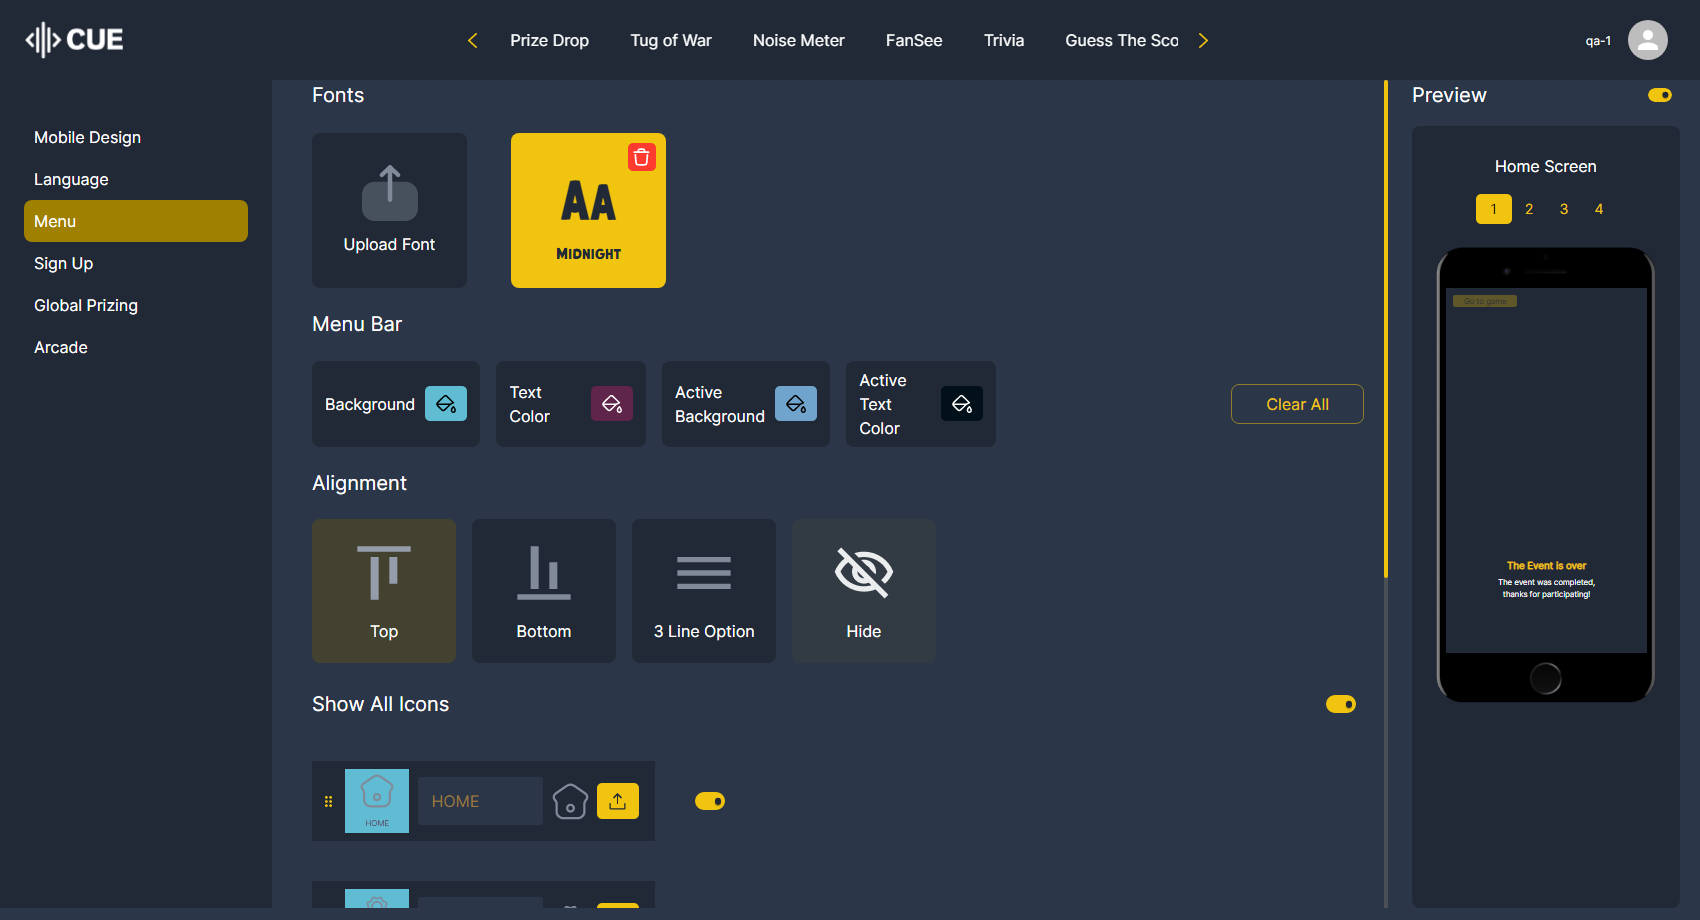 CUE
Prize Drop
Tug of War
Noise Meter
FanSee
Trivia
Guess The Sco
qa-1
Mobile Design
Language
Menu
Sign Up
Global Prizing
Arcade
Fonts
Upload Font
AA
MIDNIGHT
Menu Bar
Background
Text
Color
Active
Background
Active
Text
Color
Clear All
Alignment
Top
Bottom
3 Line Option
Hide
Show All Icons
HOME
HOME
Preview
Home Screen
1 2 3 4
Go to game
The Event is over
The event was completed,
thanks for participating!